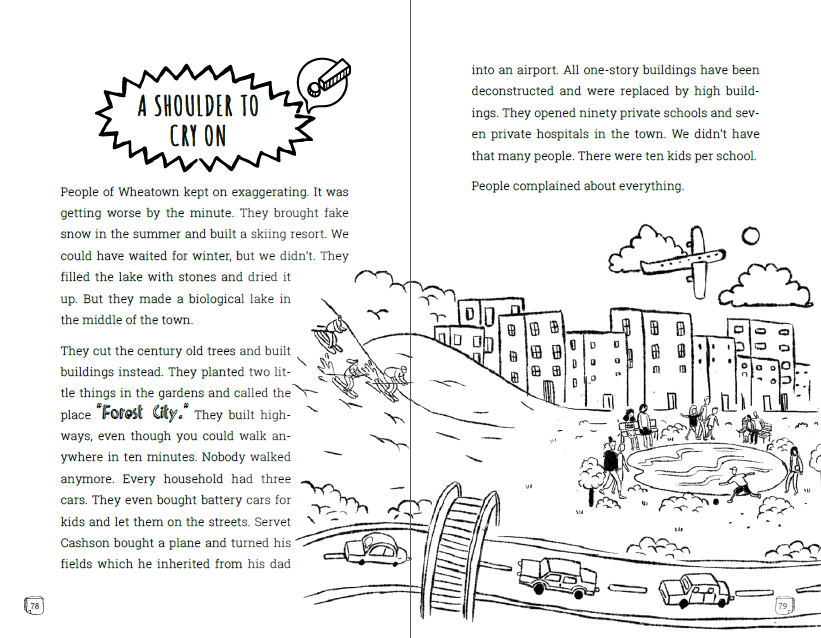 A SHOULDER TO
CRY ON
People of Wheatown kept on exaggerating. It was
getting worse by the minute. They brought fake
snow in the summer and built a skiing resort. We
could have waited for winter, but we didn't. They
filled the lake with stones and dried it
up. But they made a biological lake in
the middle of the town.
They cut the century old trees and built
buildings instead. They planted two lit-
tle things in the gardens and called the
place "Forest City." They built high-
ways, even though you could walk an-
ywhere in ten minutes. Nobody walked
anymore. Every household had three
cars. They even bought battery cars for
kids and let them on the streets. Servet
Cashson bought a plane and turned his
fields which he inherited from his dad
78
into an airport. All one-story buildings have been
deconstructed and were replaced by high build-
ings. They opened ninety private schools and sev-
en private hospitals in the town. We didn't have
that many people. There were ten kids per school.
People complained about everything.
79